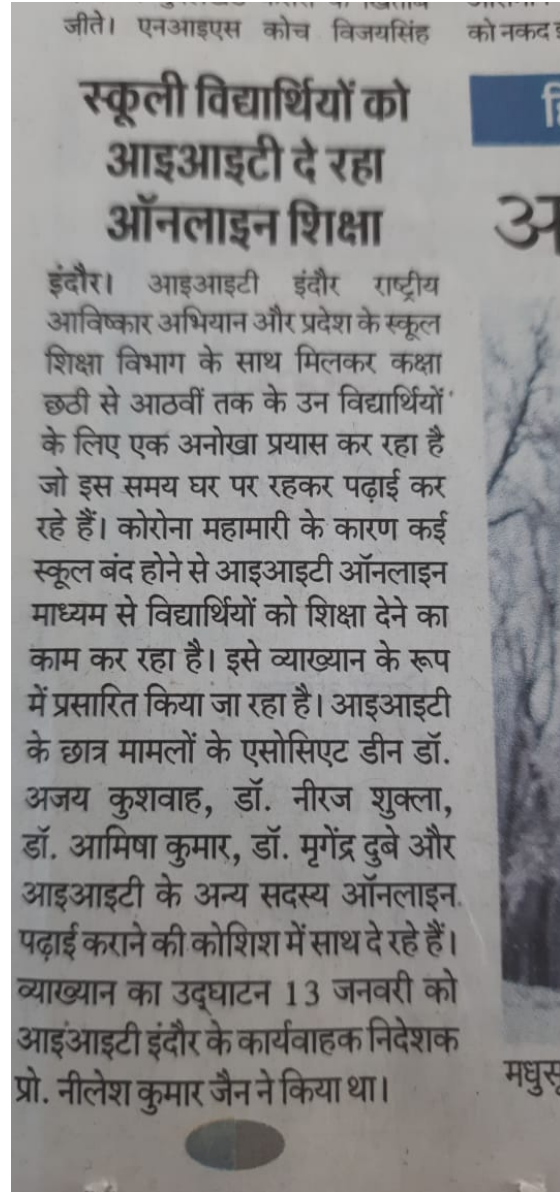 जीते। एनआइएस कोच विजयसिंह
को नकद
स्कूली विद्यार्थियों को
आइआइटी दे रहा
ऑनलाइन शिक्षा
इंदौर। आइआइटी इंदौर राष्ट्रीय
आविष्कार अभियान और प्रदेश के स्कूल
शिक्षा विभाग के साथ मिलकर कक्षा
छठी से आठवीं तक के उन विद्यार्थियों
के लिए एक अनोखा प्रयास कर रहा है
जो इस समय घर पर रहकर पढ़ाई कर
रहे हैं। कोरोना महामारी के कारण कई
स्कूल बंद होने से आइआइटी ऑनलाइन
माध्यम से विद्यार्थियों को शिक्षा देने का
काम कर रहा है। इसे व्याख्यान के रूप
में प्रसारित किया जा रहा है। आइआइटी
के छात्र मामलों के एसोसिएट डीन डॉ.
अजय कुशवाह, डॉ. नीरज शुक्ला,
डॉ. आमिषा कुमार, डॉ. मृगेंद्र दुबे और
आइआइटी के अन्य सदस्य ऑनलाइन
पढ़ाई कराने की कोशिश में साथ दे रहे हैं।
व्याख्यान का उद्घाटन 13 जनवरी को
आइआइटी इंदौर के कार्यवाहक निदेशक
प्रो. नीलेश कुमार जैन ने किया था।